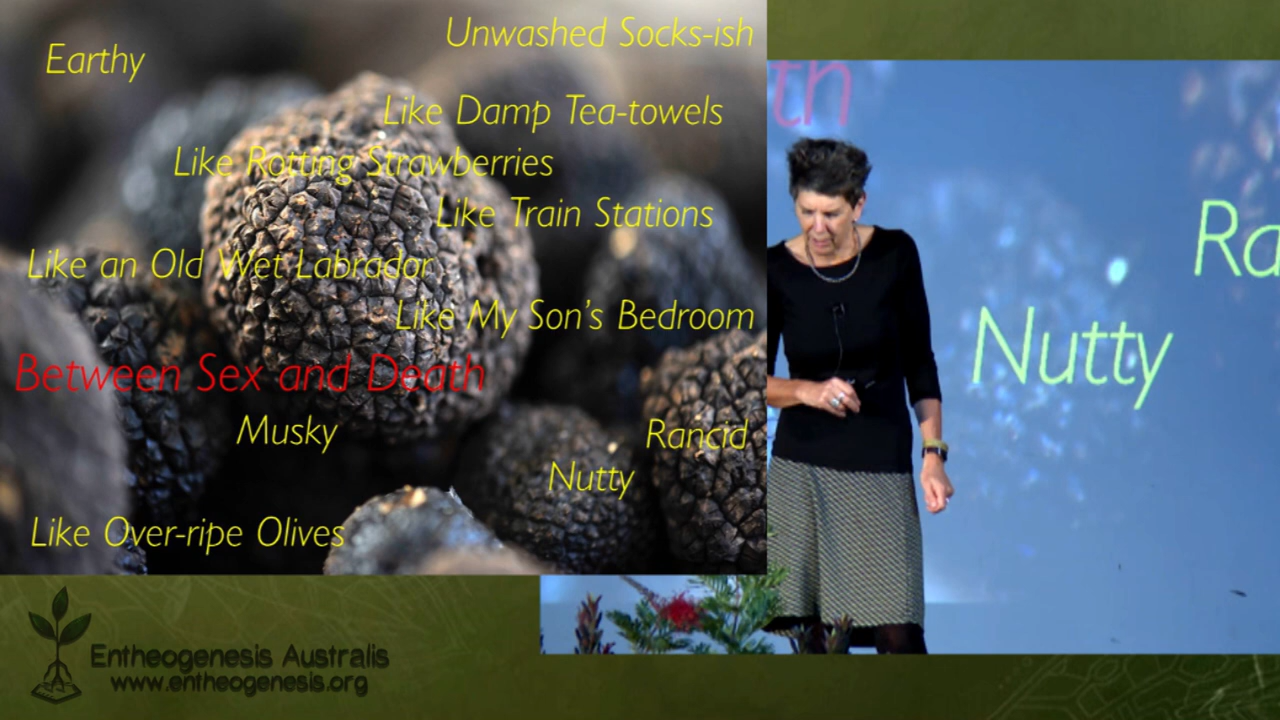 Unwashed Socks-ish
Earthy
Like Damp Tea-towels
Like Rotting Strawberries
Like Train Stations
Like an Old Wet Labrador
Like My Son's Bedroom
Between Sex and Death
Musky
Rancid
Nutty
Like Over-ripe Olives
th
Ra
Nutty
Entheogenesis Australis
www.entheogenesis.org